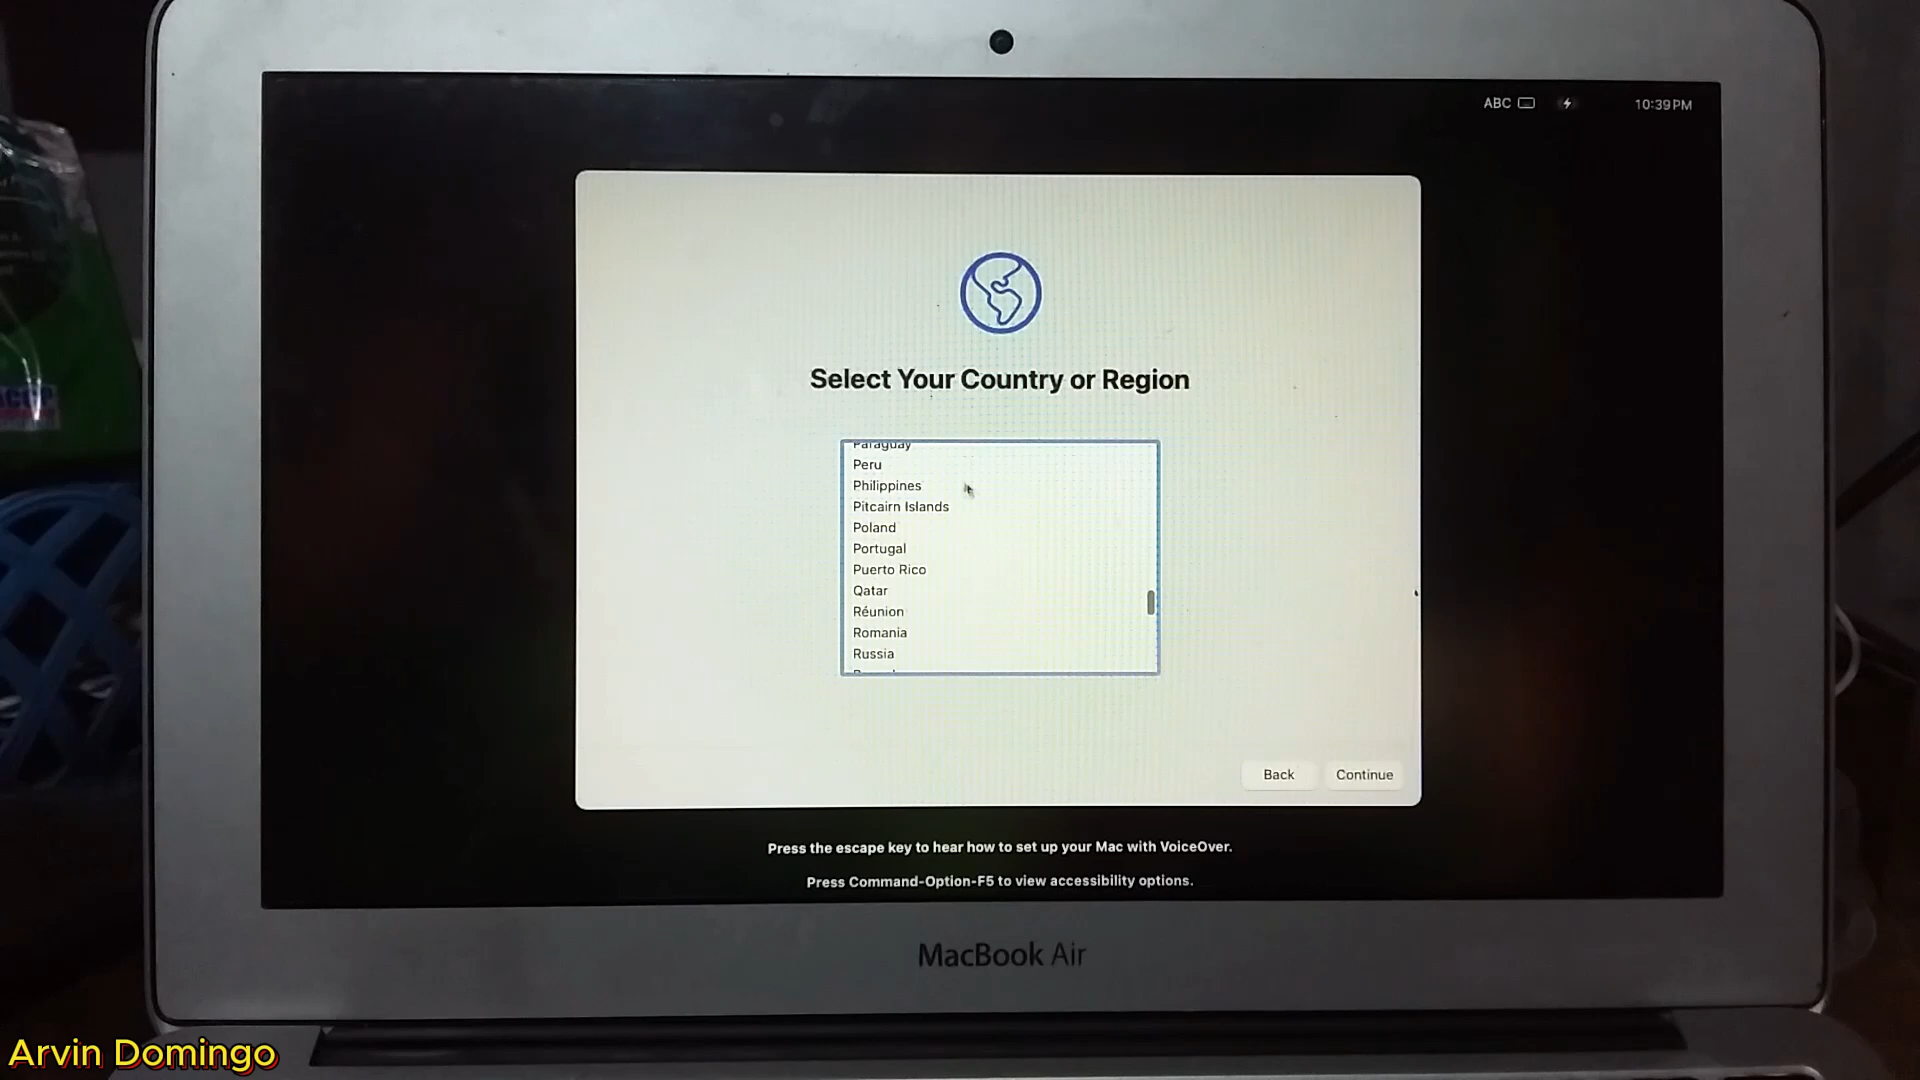 ABC
10:39 PM
Select Your Country or Region
Paraguay
Peru
Philippines
Pitcairn Islands
Poland
Portugal
Puerto Rico
Qatar
Réunion
Romania
Russia
Back
Continue
Press the escape key to hear how to set up your Mac with VoiceOver.
Press Command-Option-F5 to view accessibility options.
MacBook Air
Arvin Domingo